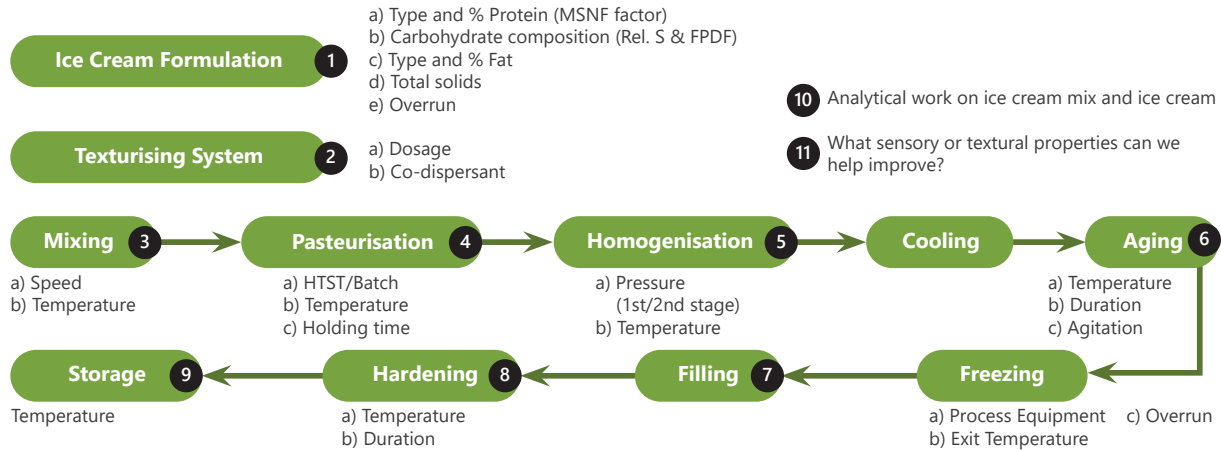 Ice Cream Formulation 1
a) Type and % Protein (MSNF factor)
b) Carbohydrate composition (Rel. S & FPDF)
c) Type and % Fat
d) Total solids
e) Overrun
10 Analytical work on ice cream mix and ice cream
11 What sensory or textural properties can we
help improve?
Texturising System 2
a) Dosage
b) Co-dispersant
Mixing 3
a) Speed
b) Temperature
Pasteurisation 4
a) HTST/Batch
b) Temperature
c) Holding time
Homogenisation 5
a) Pressure
(1st/2nd stage)
b) Temperature
Cooling
Aging 6
a) Temperature
b) Duration
c) Agitation
Freezing
a) Process Equipment
b) Exit Temperature
c) Overrun
Filling 7
Hardening 8
a) Temperature
b) Duration
Storage 9
Temperature